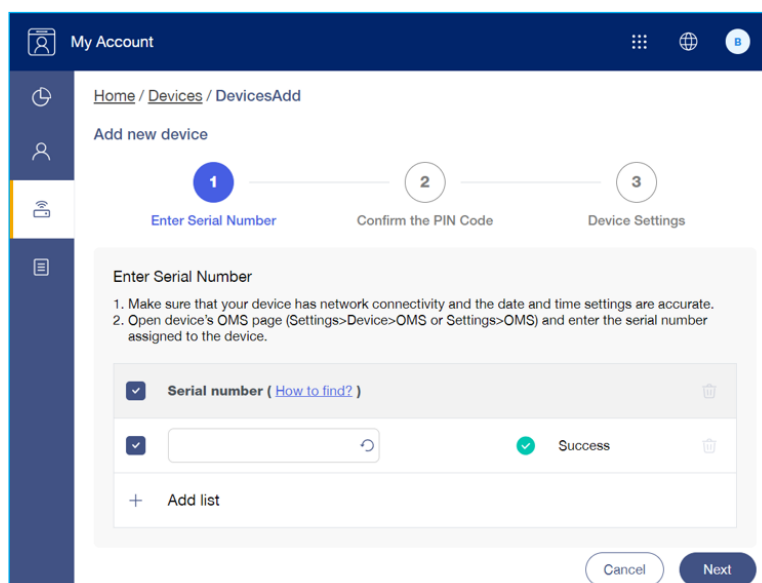 My Account
B
Home / Devices / DevicesAdd
Add new device
1
2
3
Enter Serial Number
Confirm the PIN Code
Device Settings
Enter Serial Number
1. Make sure that your device has network connectivity and the date and time settings are accurate.
2. Open device's OMS page (Settings>Device>OMS or Settings>OMS) and enter the serial number
assigned to the device.
Serial number ( How to find? )
Success
+ Add list
Cancel
Next